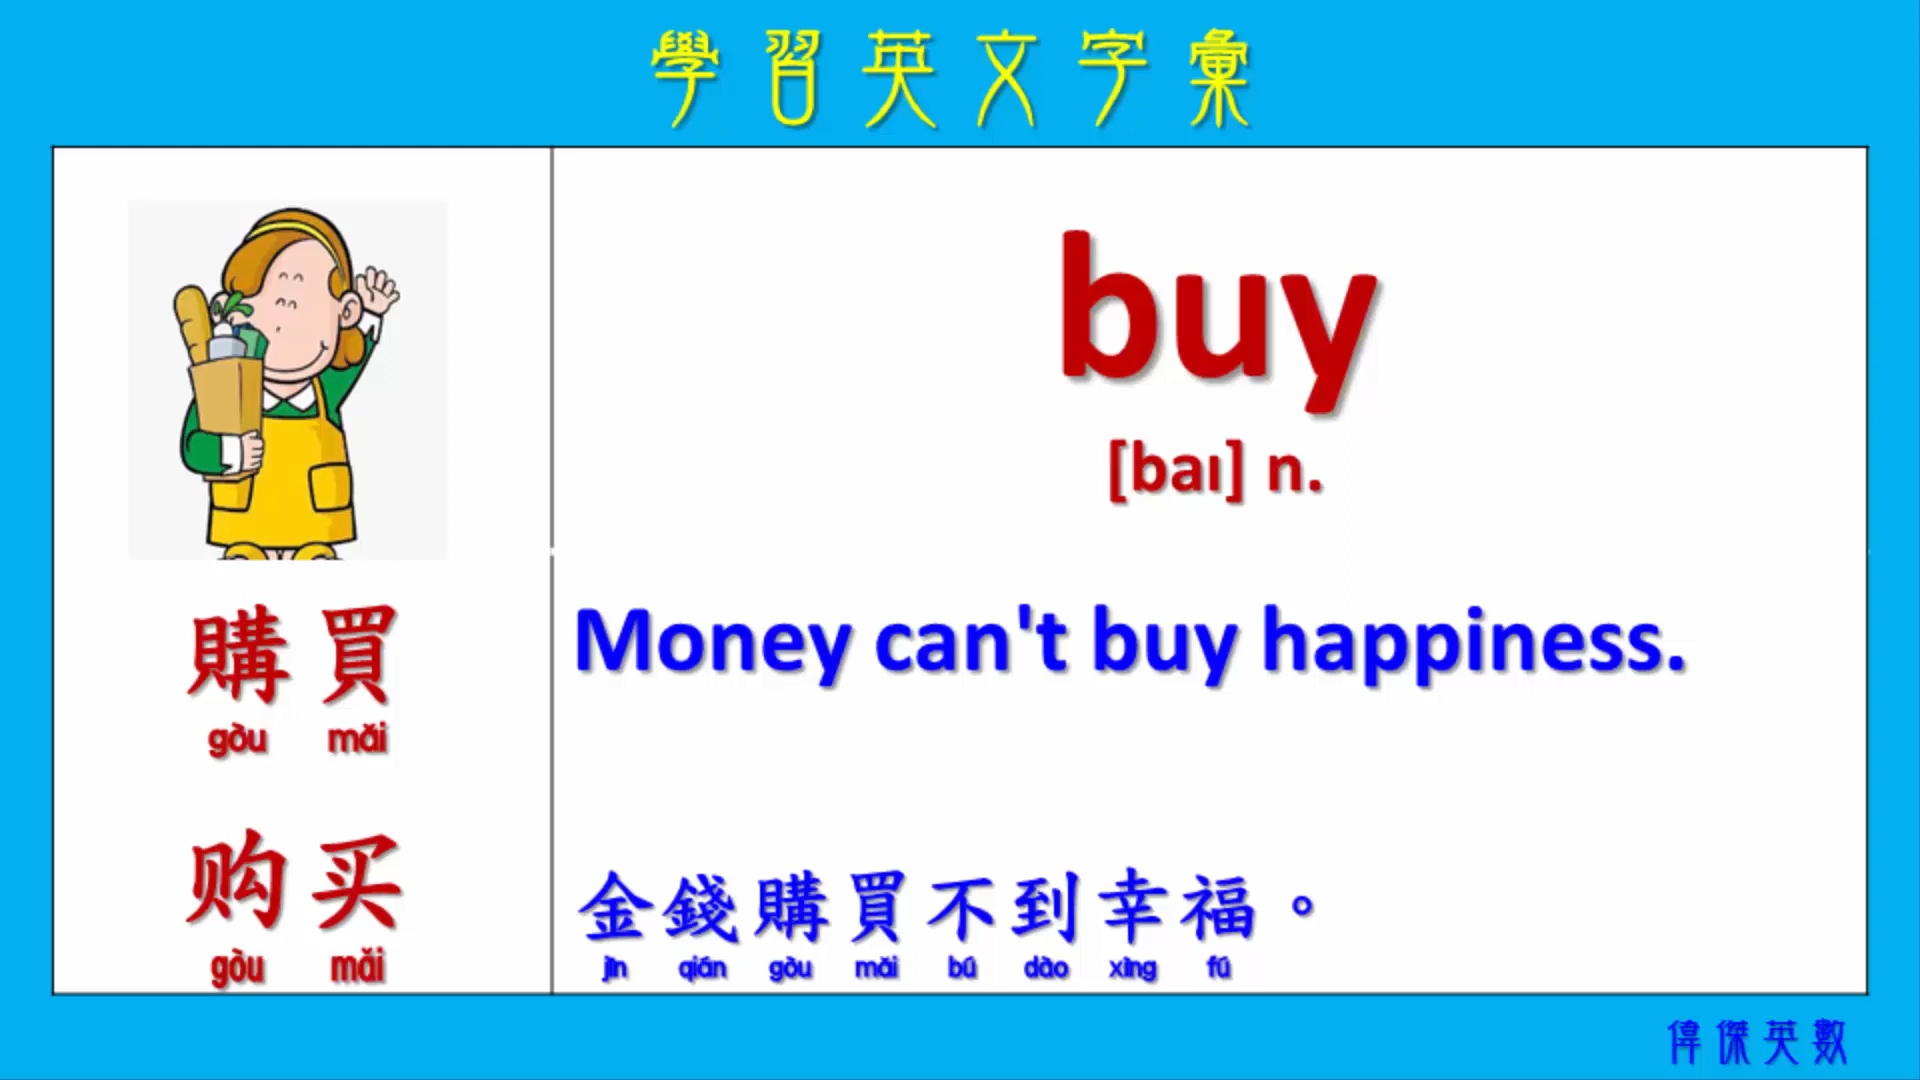 學習英文字彙
buy
[baɪ] n.
購買
gòu mǎi
购买
gòu mǎi
Money can't buy happiness.
金錢購買不到幸福。
jīn qián gòu mǎi bú dào xìng fú
偉傑英數